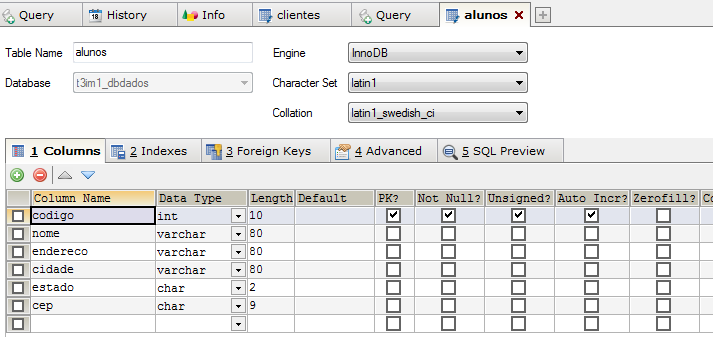 Query History Info clientes Query alunos
Table Name alunos Engine InnoDB
Database t3im1_dbdados Character Set latin1
Collation latin1_swedish_ci
1 Columns 2 Indexes 3 Foreign Keys 4 Advanced 5 SQL Preview
Column Name Data Type Length Default PK? Not Null? Unsigned? Auto Incr? Zerofill? Co
codigo int 10
nome varchar 80
endereco varchar 80
cidade varchar 80
estado char 2
cep char 9